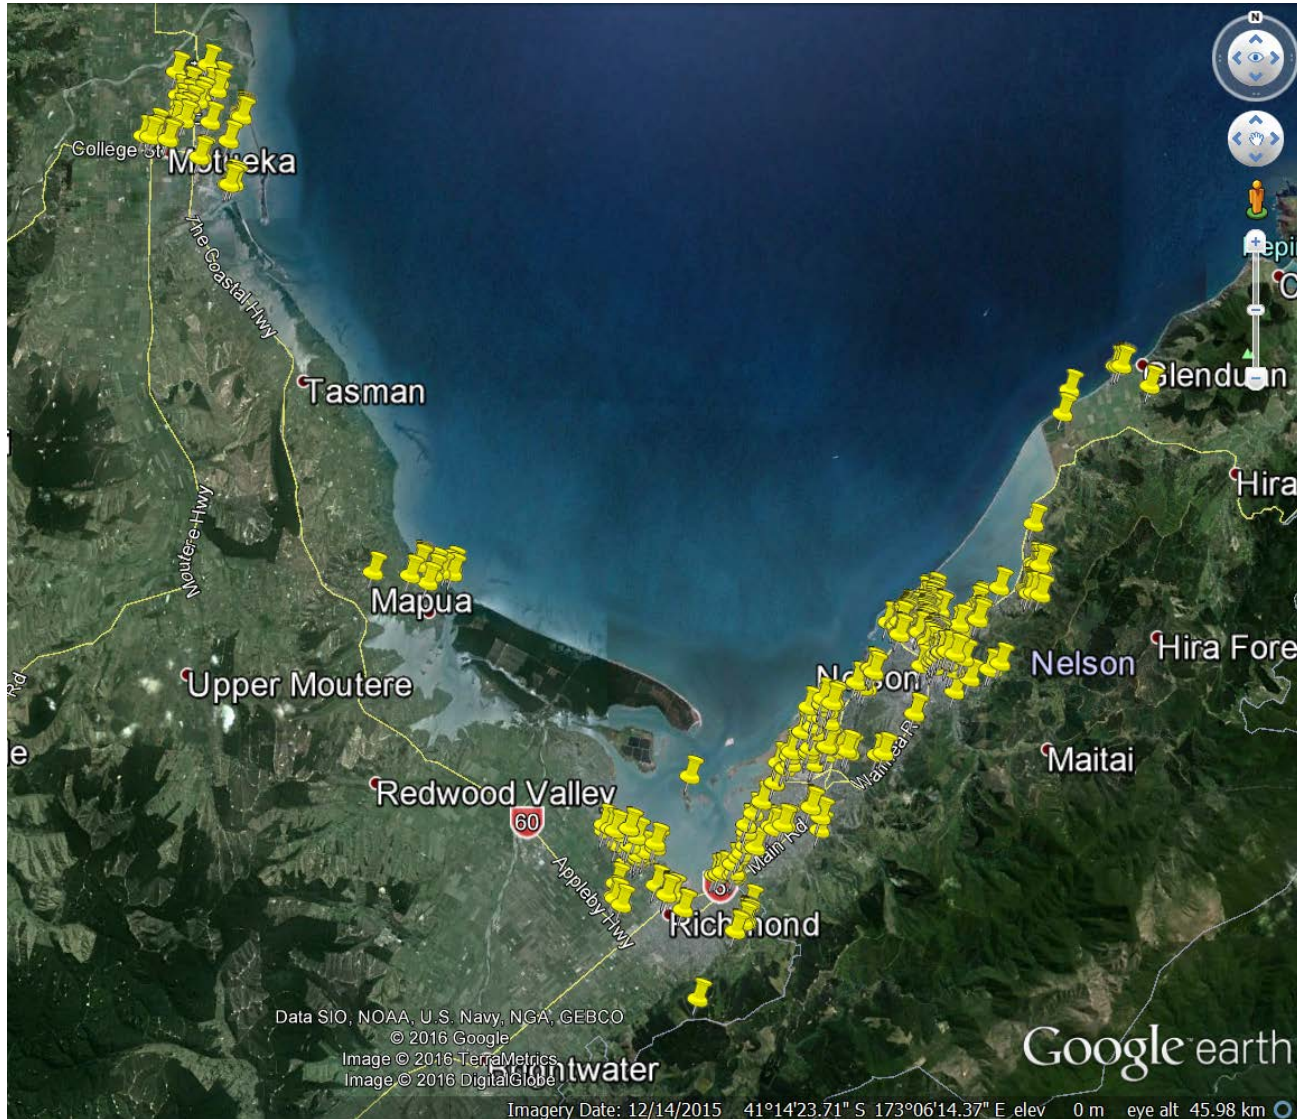 N
College St
Motueka
The Coastal Hwy
Tasman
Glenduan
Hira
Moutere Hwy
Mapua
Upper Moutere
Nelson
Nelson
Hira Fore
Rd
e
Maitai
Redwood Valley
60
Waimea R
Main Rd
Appleby Hwy
Richmond
Data SIO, NOAA, U.S. Navy, NGA, GEBCO
© 2016 Google
Image © 2016 TerraMetrics
Image © 2016 DigitalGlobe
Brightwater
Google earth
Imagery Date: 12/14/2015 41°14'23.71" S 173°06'14.37" E elev 0 m eye alt 45.98 km